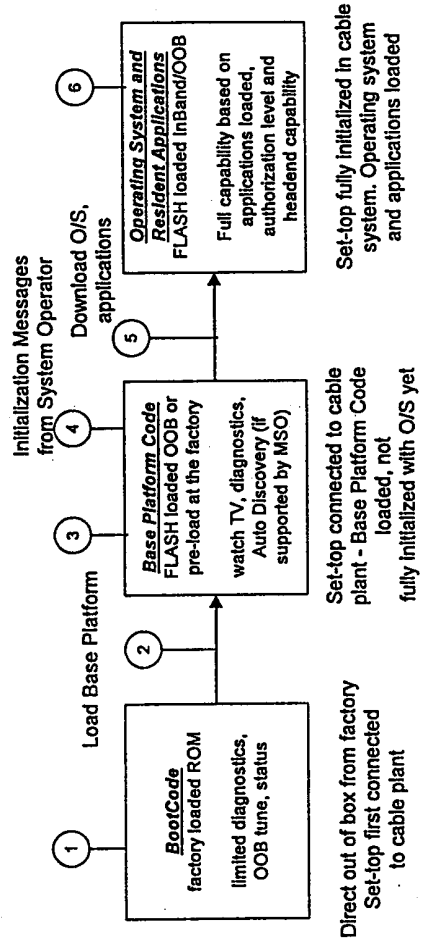 1
BootCode
factory loaded ROM
limited diagnostics,
OOB tune, status
Direct out of box from factory
Set-top first connected
to cable plant
Load Base Platform
2
3
Initialization Messages
from System Operator
4
Base Platform Code
FLASH loaded OOB or
pre-load at the factory
watch TV, diagnostics,
Auto Discovery (if
supported by MSO)
Set-top connected to cable
plant - Base Platform Code
loaded, not
fully initialized with O/S yet
Download O/S,
applications
5
6
Operating System and
Resident Applications
FLASH loaded InBand/OOB
Full capability based on
applications loaded,
authorization level and
headend capability
Set-top fully initialized in cable
system. Operating system
and applications loaded